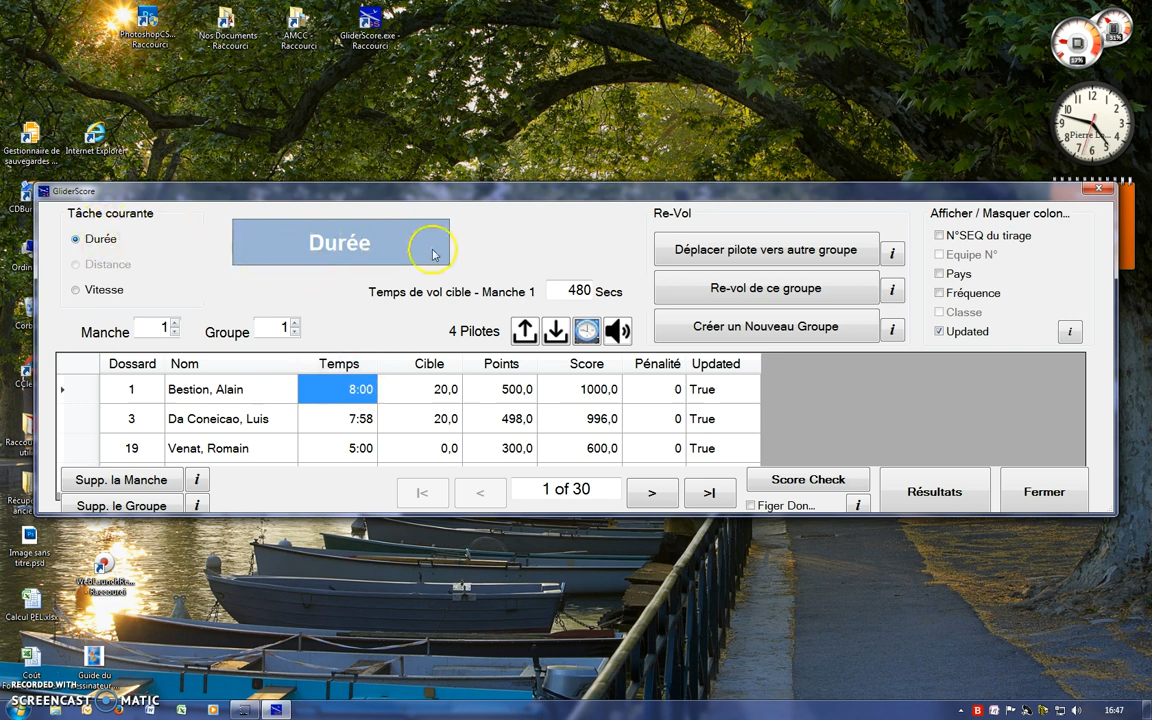 PhotoshopCS...
Raccourci
Nos Documents
Raccourci
AMCC -
Raccourci
GliderScore.exe -
Raccourci
17%
31%
Gestionnaire de
sauvegardes ...
Internet Explorer
12
Pierre Lo...
GliderScore
Tâche courante
Durée
Distance
Vitesse
Durée
Temps de vol cible - Manche 1
480
Secs
Manche
1
Groupe
1
4 Pilotes
Re-Vol
Déplacer pilote vers autre groupe
i
Re-vol de ce groupe
i
Créer un Nouveau Groupe
i
Afficher / Masquer colon...
N°SEQ du tirage
Equipe N°
Pays
Fréquence
Classe
Updated
i
Dossard Nom Temps Cible Points Score Pénalité Updated
1 Bestion, Alain 8:00 20,0 500,0 1000,0 0 True
3 Da Coneicao, Luis 7:58 20,0 498,0 996,0 0 True
19 Venat, Romain 5:00 0,0 300,0 600,0 0 True
Supp. la Manche
i
Supp. le Groupe
i
|<
<
1 of 30
>
>|
Score Check
Figer Don...
i
Résultats
Fermer
Image sans
titre.psd
Raccourci
Calcul PEL.xlsx
Coût
Guide du
RECORDED WITH
SCREENCAST MATIC
16:47